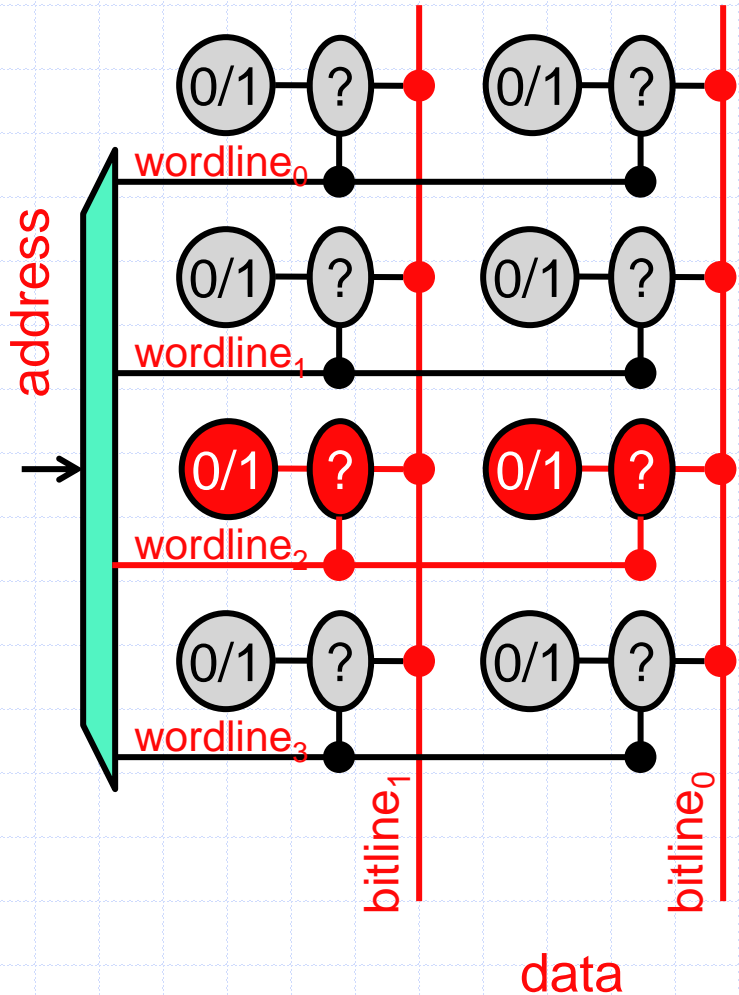 0/1 ? 0/1 ?
wordline₀
address
0/1 ? 0/1 ?
wordline₁
0/1 ? 0/1 ?
wordline₂
0/1 ? 0/1 ?
wordline₃
bitline₁
bitline₀
data